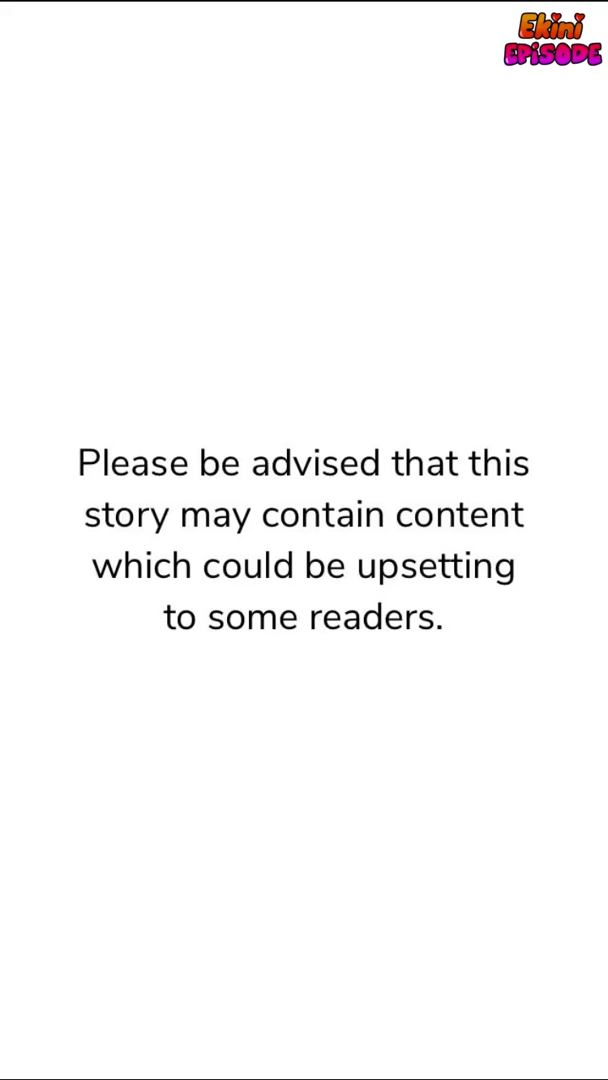 Ekini
EPiSODE
Please be advised that this
story may contain content
which could be upsetting
to some readers.